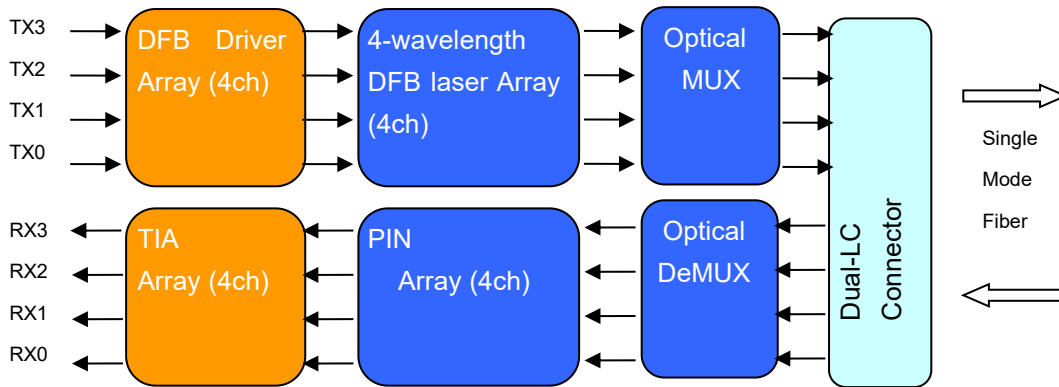 TX3
TX2
TX1
TX0
DFB Driver
Array (4ch)
4-wavelength
DFB laser Array
(4ch)
Optical
MUX
RX3
RX2
RX1
RX0
TIA
Array (4ch)
PIN
Array (4ch)
Optical
DeMUX
Dual-LC
Connector
Single
Mode
Fiber